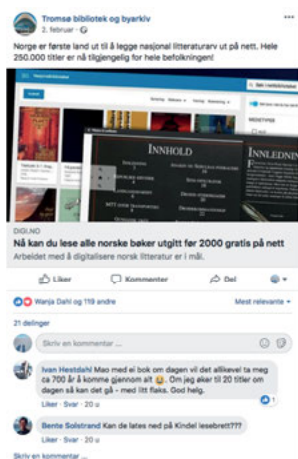 Tromsø bibliotek og byarkiv
2. februar ·
Norge er første land ut til å legge nasjonal litteraturarv ut på nett. Hele
250.000 titler er nå tilgjengelig for hele befolkningen!
Nasjonalbiblioteket
MEDIETYPER
INNHOLD
INNLEDNIN
DIGI.NO
Nå kan du lese alle norske bøker utgitt før 2000 gratis på nett
Arbeidet med å digitalisere norsk litteratur er i mål.
Liker
Kommenter
Del
Wanja Dahl og 119 andre
Mest relevante
21 delinger
Skriv en kommentar ...
Ivan Hestdahl Mao med ei bok om dagen vil det allikevel ta meg
ca 700 år å komme gjennom alt 😂. Om jeg øker til 20 titler om
dagen så kan det gå - med litt flaks. God helg.
1
Liker · Svar · 20 u
Bente Solstrand Kan de lates ned på Kindel lesebrett???
Liker · Svar · 20 u
Skriv en kommentar ...